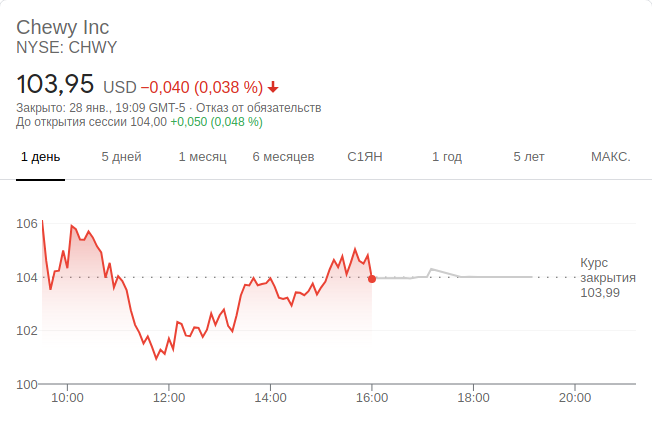 Chewy Inc
NYSE: CHWY
103,95 USD −0,040 (0,038 %)
Закрыто: 28 янв., 19:09 GMT-5 · Отказ от обязательств
До открытия сессии 104,00 +0,050 (0,048 %)
1 день 5 дней 1 месяц 6 месяцев С1ЯН 1 год 5 лет МАКС.
106
104
102
100
Курс
закрытия
103,99
10:00 12:00 14:00 16:00 18:00 20:00